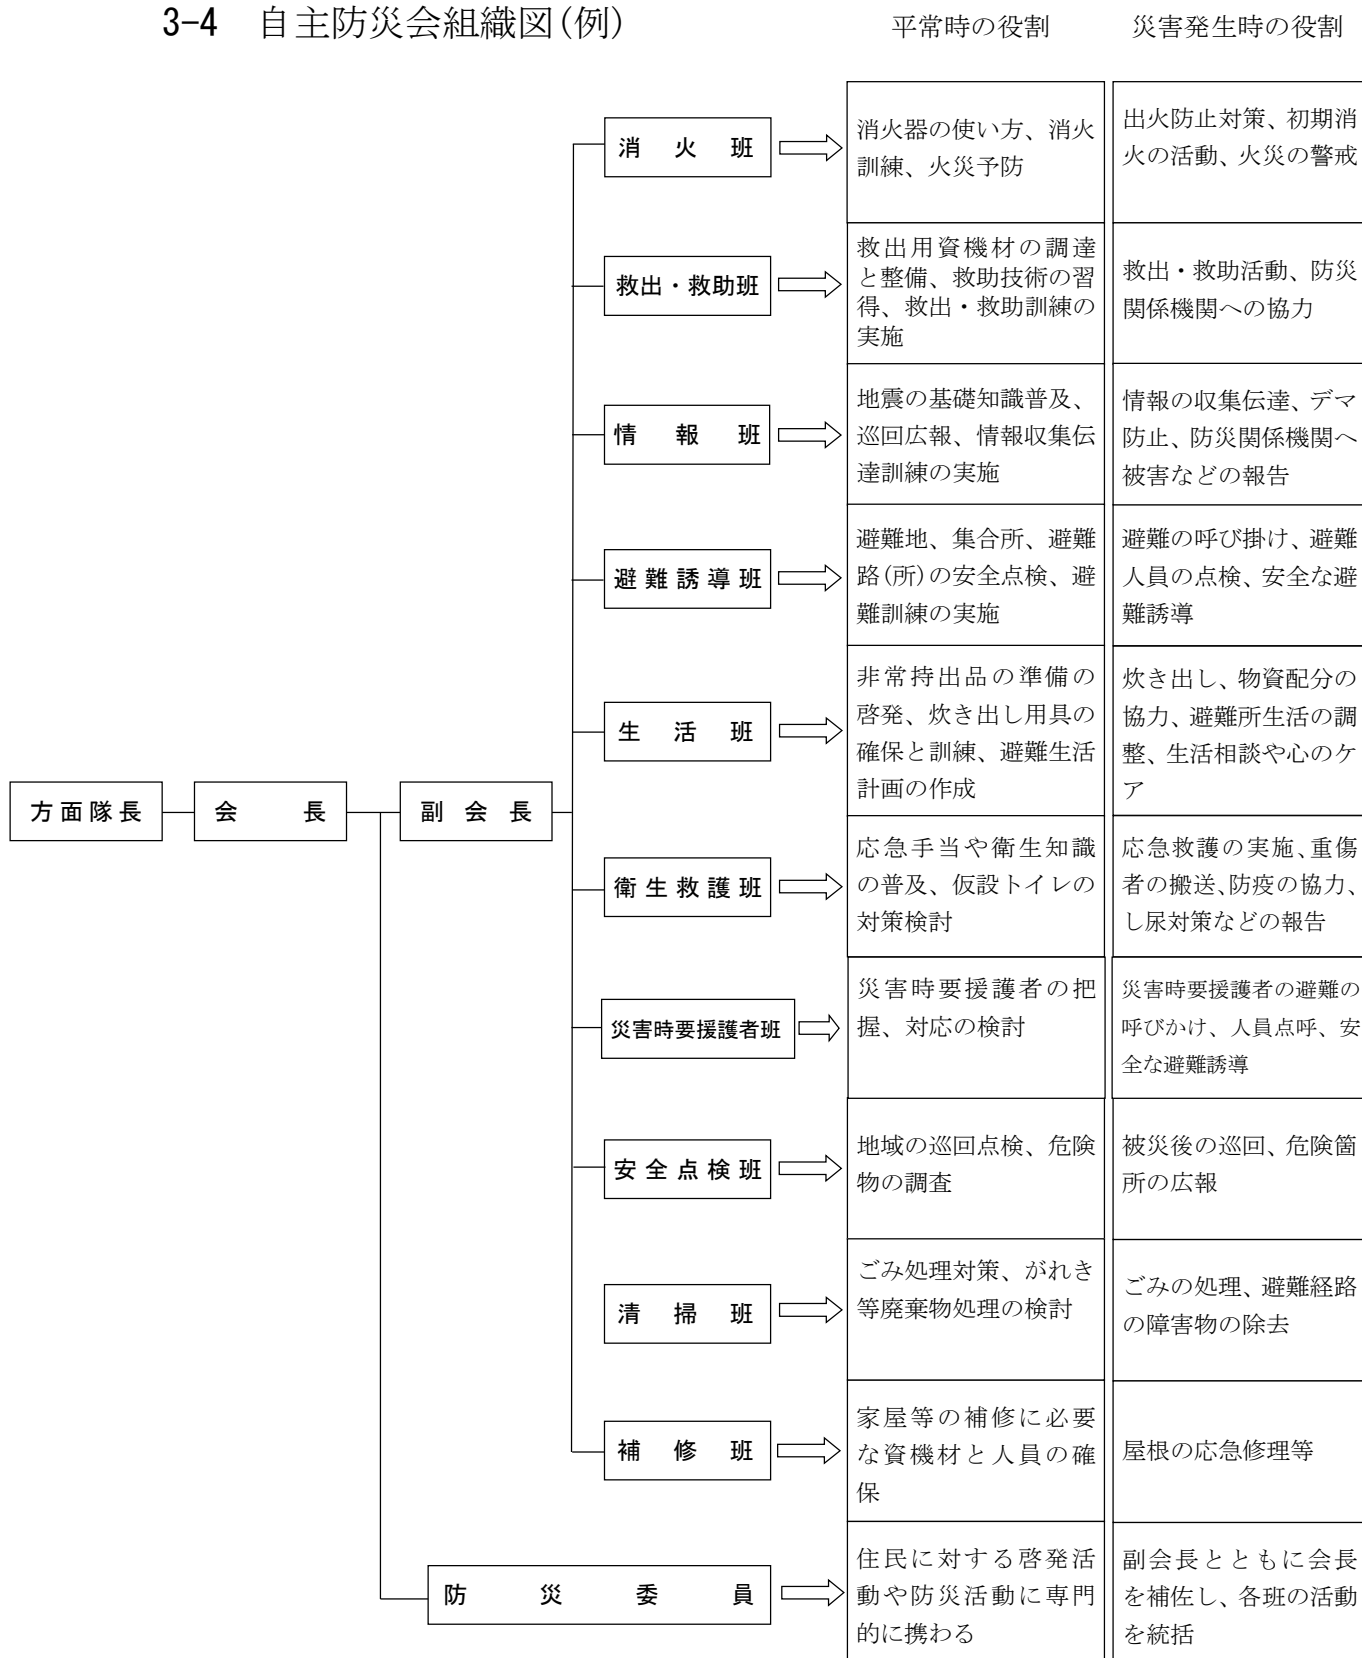 3-4　自主防災会組織図(例)
平常時の役割
災害発生時の役割
消火班
消火器の使い方、消火
訓練、火災予防
出火防止対策、初期消
火の活動、火災の警戒
救出・救助班
救出用資機材の調達
と整備、救助技術の習
得、救出・救助訓練の
実施
救出・救助活動、防災
関係機関への協力
情報班
地震の基礎知識普及、
巡回広報、情報収集伝
達訓練の実施
情報の収集伝達、デマ
防止、防災関係機関へ
被害などの報告
避難誘導班
避難地、集合所、避難
路(所)の安全点検、避
難訓練の実施
避難の呼び掛け、避難
人員の点検、安全な避
難誘導
生活班
非常持出品の準備の
啓発、炊き出し用具の
確保と訓練、避難生活
計画の作成
炊き出し、物資配分の
協力、避難所生活の調
整、生活相談や心のケ
ア
方面隊長
会長
副会長
衛生救護班
応急手当や衛生知識
の普及、仮設トイレの
対策検討
応急救護の実施、重傷
者の搬送、防疫の協力、
し尿対策などの報告
災害時要援護者班
災害時要援護者の把
握、対応の検討
災害時要援護者の避難の
呼びかけ、人員点呼、安
全な避難誘導
安全点検班
地域の巡回点検、危険
物の調査
被災後の巡回、危険箇
所の広報
清掃班
ごみ処理対策、がれき
等廃棄物処理の検討
ごみの処理、避難経路
の障害物の除去
補修班
家屋等の補修に必要
な資機材と人員の確
保
屋根の応急修理等
防災委員
住民に対する啓発活
動や防災活動に専門
的に携わる
副会長とともに会長
を補佐し、各班の活動
を統括